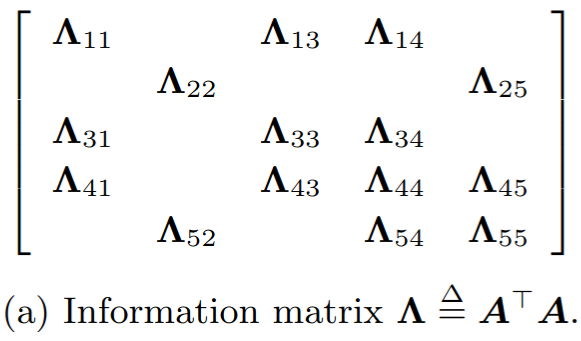 Λ₁₁ Λ₁₃ Λ₁₄
Λ₂₂ Λ₂₅
Λ₃₁ Λ₃₃ Λ₃₄
Λ₄₁ Λ₄₃ Λ₄₄ Λ₄₅
Λ₅₂ Λ₅₄ Λ₅₅
(a) Information matrix Λ ≜ A⊤A.